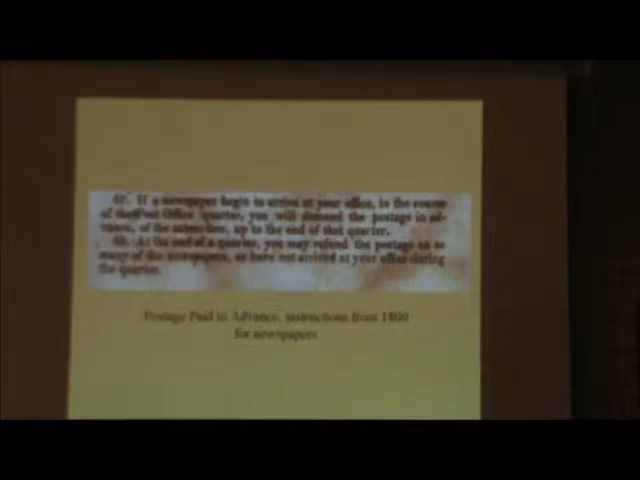 67. If a newspaper begin to arrive at your office, in the course
of the Post Office quarter, you will demand the postage in ad-
vance, of the subscriber, up to the end of that quarter.
68. At the end of a quarter, you may refund the postage on so
many of the newspapers, as have not arrived at your office during
the quarter.
Postage Paid in Advance, instructions from 1800
for newspapers